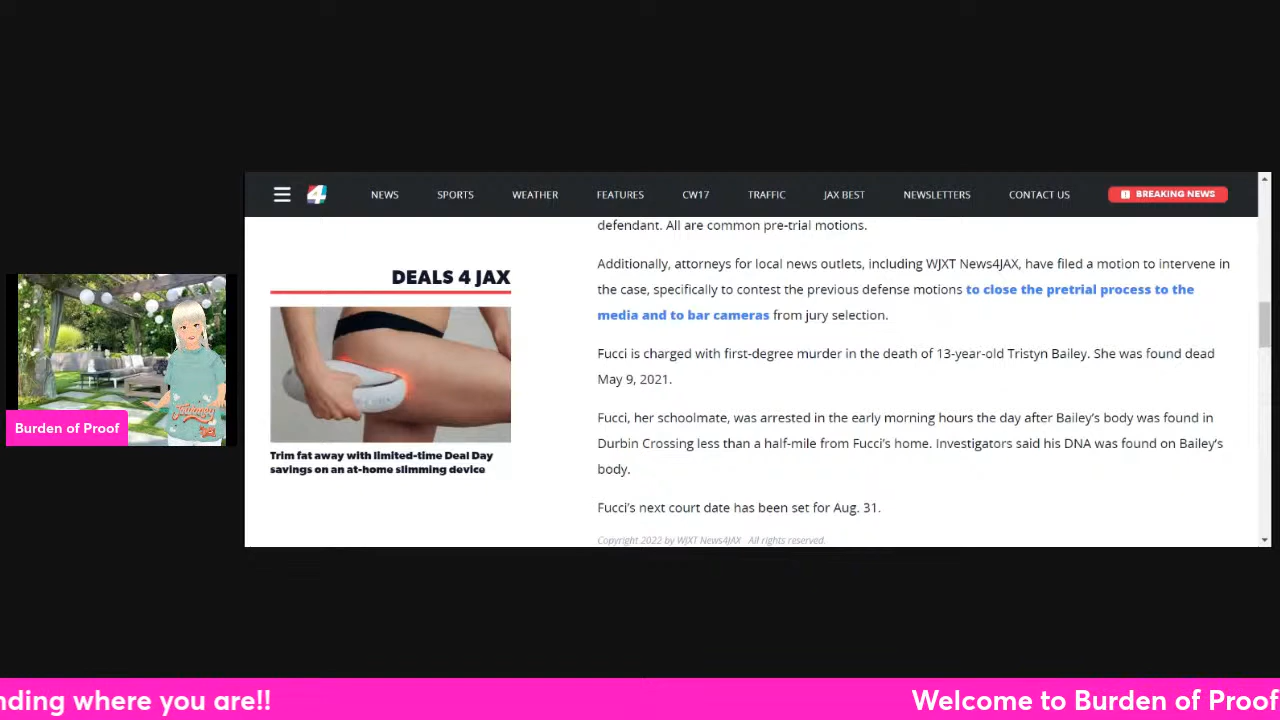 4
NEWS SPORTS WEATHER FEATURES CW17 TRAFFIC JAX BEST NEWSLETTERS CONTACT US BREAKING NEWS
defendant. All are common pre-trial motions.
DEALS 4 JAX
Additionally, attorneys for local news outlets, including WJXT News4JAX, have filed a motion to intervene in
the case, specifically to contest the previous defense motions to close the pretrial process to the
media and to bar cameras from jury selection.
Fucci is charged with first-degree murder in the death of 13-year-old Tristyn Bailey. She was found dead
May 9, 2021.
Fucci, her schoolmate, was arrested in the early morning hours the day after Bailey’s body was found in
Durbin Crossing less than a half-mile from Fucci’s home. Investigators said his DNA was found on Bailey’s
body.
Trim fat away with limited-time Deal Day
savings on an at-home slimming device
Fucci’s next court date has been set for Aug. 31.
Copyright 2022 by WJXT News4JAX All rights reserved.
Burden of Proof
nding where you are!!
Welcome to Burden of Proof